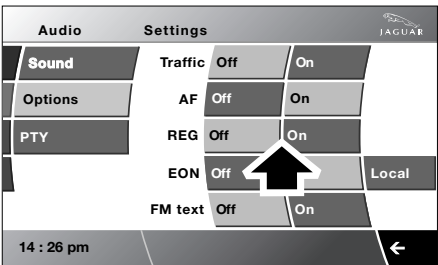 Audio Settings JAGUAR
Sound Traffic Off On
Options AF Off On
PTY REG Off On
EON Off Local
FM text Off On
14 : 26 pm